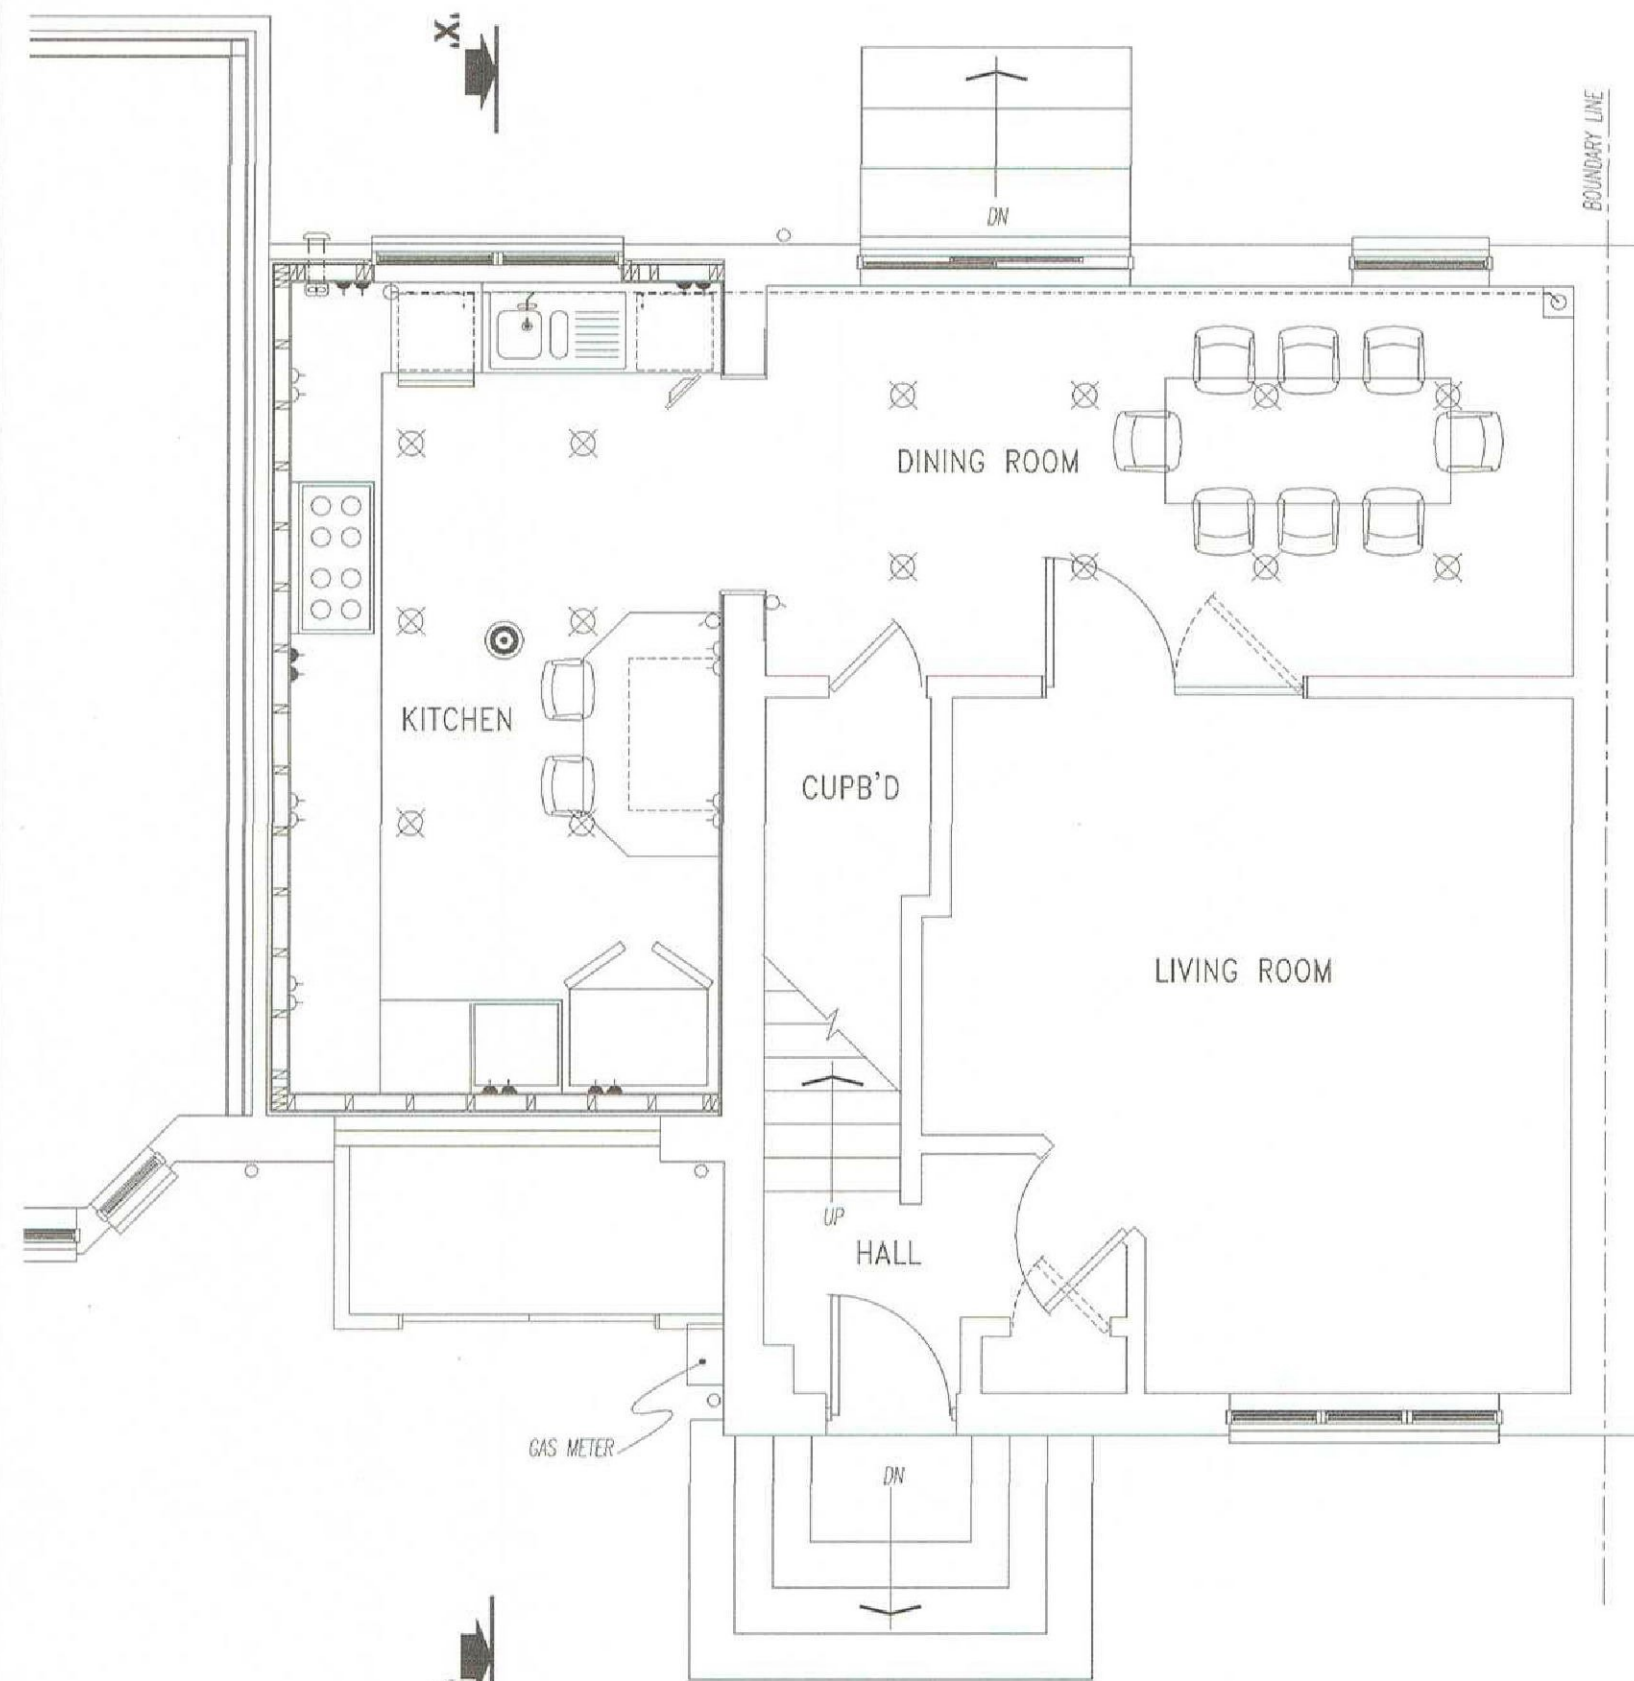 'X'
BOUNDARY LINE
DN
DINING ROOM
KITCHEN
CUPB'D
LIVING ROOM
UP
HALL
GAS METER
DN